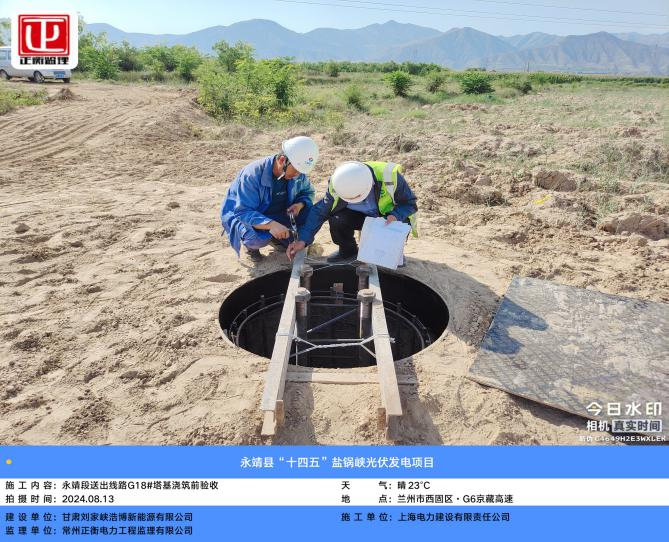 正衡监理
今日水印
相机 真实时间
防伪 G4649H2E3WXLEK
永靖县“十四五”盐锅峡光伏发电项目
施工内容：永靖段送出线路G18#塔基浇筑前验收
天气：晴 23°C
拍摄时间：2024.08.13
地点：兰州市西固区·G6京藏高速
建设单位：甘肃刘家峡浩博新能源有限公司
施工单位：上海电力建设有限责任公司
监理单位：常州正衡电力工程监理有限公司